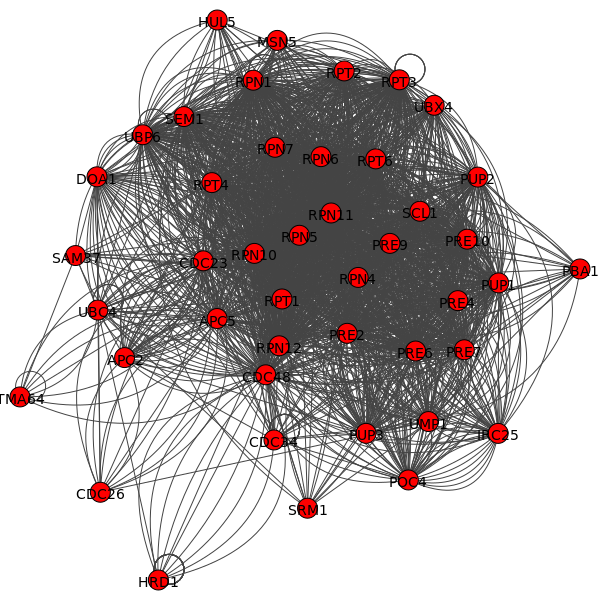 HUL5
MSN5
RPN1
RPT2
RPT3
UBX4
SEM1
UBP6
RPN7
RPN6
RPT6
DOA1
RPT4
PUP2
RPN11
SCL1
RPN5
PRE9
PRE10
SAM37
CDC23
RPN10
PBA1
RPN4
PUP1
UBC4
APC5
RPT1
PRE4
PRE2
RPN12
PRE6
PRE7
APC2
CDC48
TMA64
CDC34
PUP3
UMP1
IRC25
CDC26
POC4
SRM1
HRD1